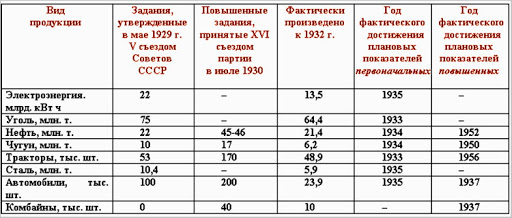 Вид продукции | Задания, утвержденные в мае 1929 г. V съездом Советов СССР | Повышенные задания, принятые XVI съездом партии в июле 1930 | Фактически произведено к 1932 г. | Год фактического достижения плановых показателей первоначальных | Год фактического достижения плановых показателей повышенных
Электроэнергия. млрд. кВт ч | 22 | – | 13,5 | 1935 | –
Уголь, млн. т. | 75 | – | 64,4 | 1933 | –
Нефть, млн. т. | 22 | 45-46 | 21,4 | 1934 | 1952
Чугун, млн. т. | 10 | 17 | 6,2 | 1934 | 1950
Тракторы, тыс. шт. | 53 | 170 | 48,9 | 1933 | 1956
Сталь, млн. т. | 10,4 | – | 5,9 | 1935 | –
Автомобили, тыс. шт. | 100 | 200 | 23,9 | 1935 | 1937
Комбайны, тыс. шт. | 0 | 40 | 10 | – | 1937